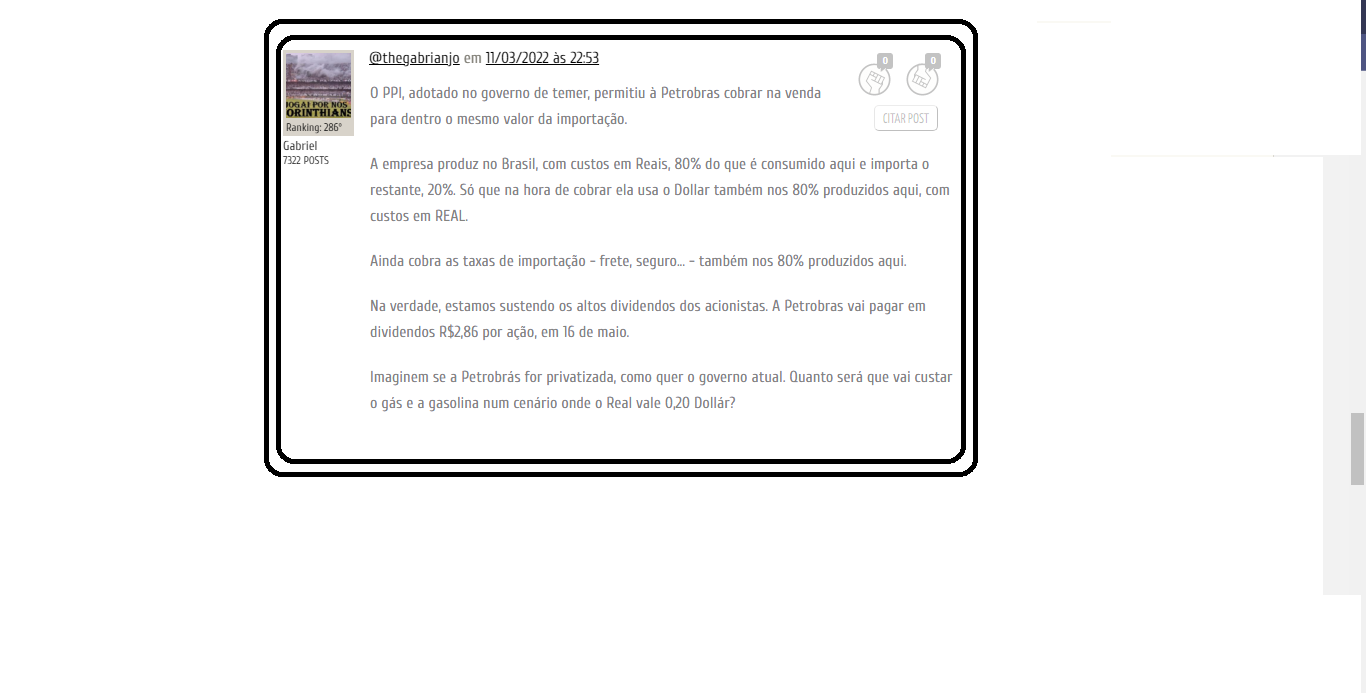 @thegabrianjo em 11/03/2022 às 22:53
0
0
CITAR POST
JOGAI POR NÓS
ORINTHIANS
Ranking: 286°
Gabriel
7322 POSTS
O PPI, adotado no governo de temer, permitiu à Petrobras cobrar na venda
para dentro o mesmo valor da importação.
A empresa produz no Brasil, com custos em Reais, 80% do que é consumido aqui e importa o
restante, 20%. Só que na hora de cobrar ela usa o Dollar também nos 80% produzidos aqui, com
custos em REAL.
Ainda cobra as taxas de importação - frete, seguro... - também nos 80% produzidos aqui.
Na verdade, estamos sustendo os altos dividendos dos acionistas. A Petrobras vai pagar em
dividendos R$2,86 por ação, em 16 de maio.
Imaginem se a Petrobrás for privatizada, como quer o governo atual. Quanto será que vai custar
o gás e a gasolina num cenário onde o Real vale 0,20 Dollár?